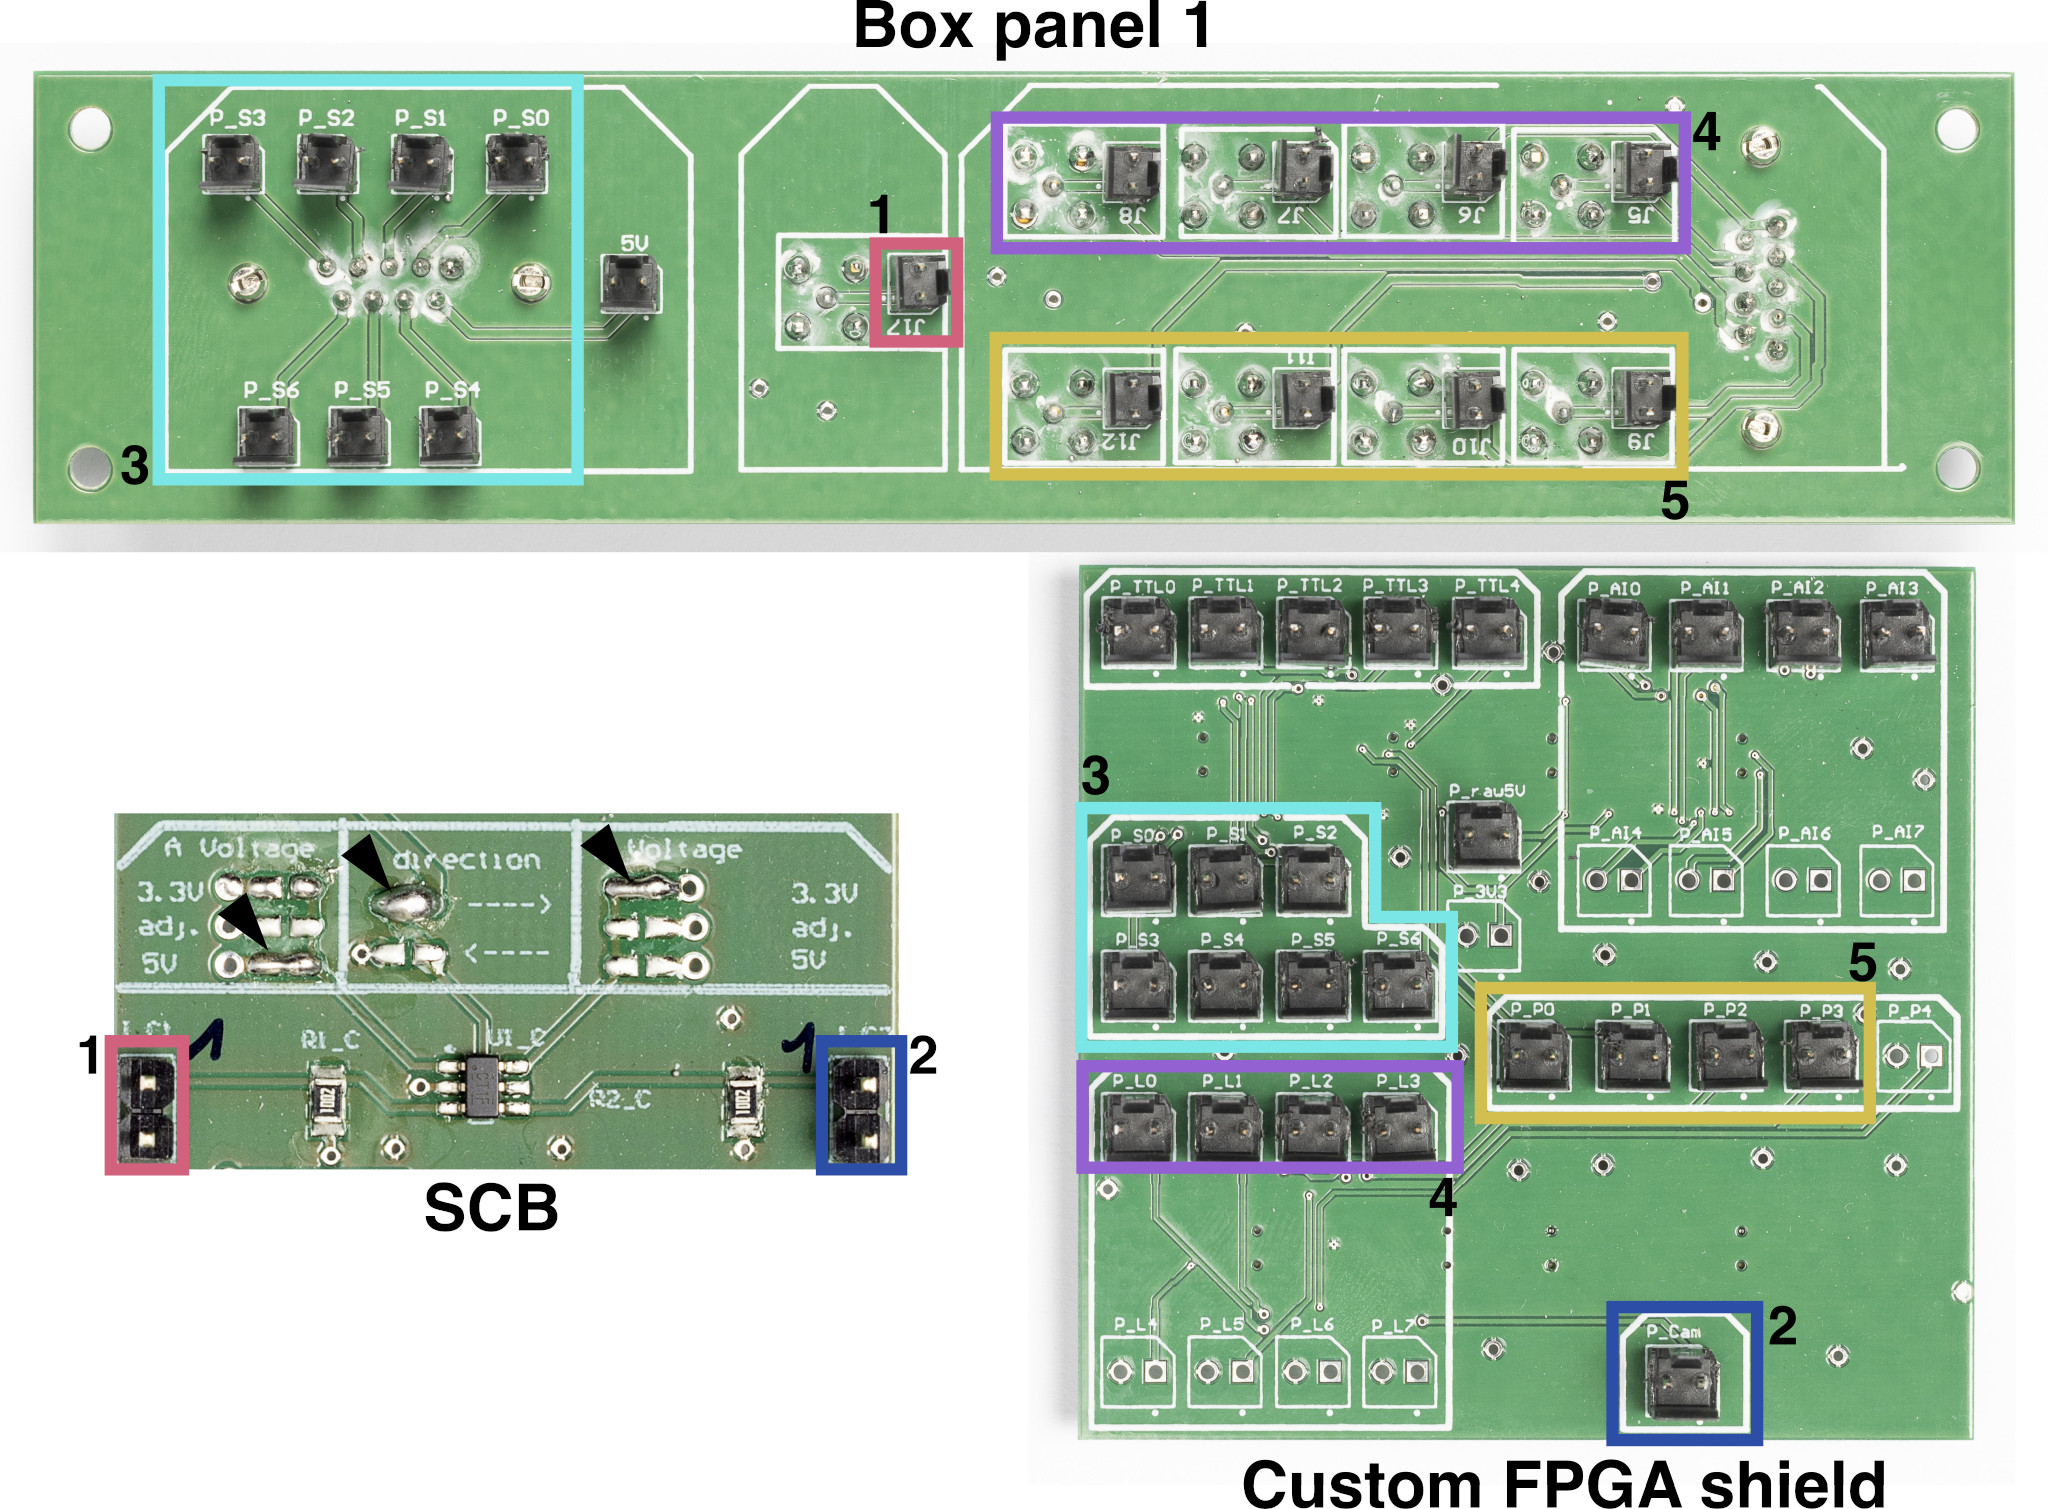 Box panel 1
P_S3 P_S2 P_S1 P_S0
4
J8 J7 J6 J5
1
5V
J17
J11
P_S6 P_S5 P_S4
J12 J10 J9
3
5
P_TTL0 P_TTL1 P_TTL2 P_TTL3 P_TTL4
P_AI0 P_AI1 P_AI2 P_AI3
3
P_raw5V
P_S0 P_S1 P_S2
P_AI4 P_AI5 P_AI6 P_AI7
P_3V3
P_S3 P_S4 P_S5 P_S6
5
P_P0 P_P1 P_P2 P_P3 P_P4
P_L0 P_L1 P_L2 P_L3
4
P_L4 P_L5 P_L6 P_L7
P_Cam
2
Custom FPGA shield
A Voltage direction Voltage
3.3V ----> 3.3V
adj. adj.
5V <---- 5V
1 1
R1_C U1_C
1 2
1002 1002
R2_C
SCB